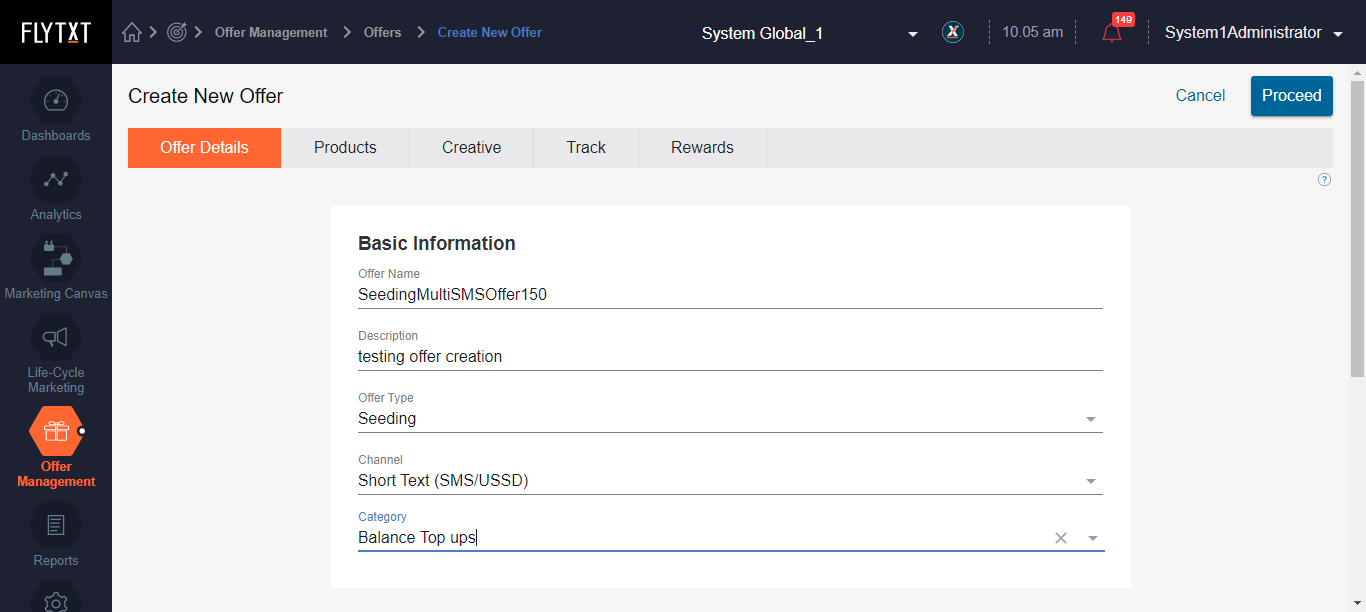 FLYTXT
Offer Management
Offers
Create New Offer
System Global_1
X
10.05 am
149
System1Administrator
Dashboards
Analytics
Marketing Canvas
Life-Cycle
Marketing
Offer
Management
Reports
Create New Offer
Cancel
Proceed
Offer Details
Products
Creative
Track
Rewards
?
Basic Information
Offer Name
SeedingMultiSMSOffer150
Description
testing offer creation
Offer Type
Seeding
Channel
Short Text (SMS/USSD)
Category
Balance Top ups